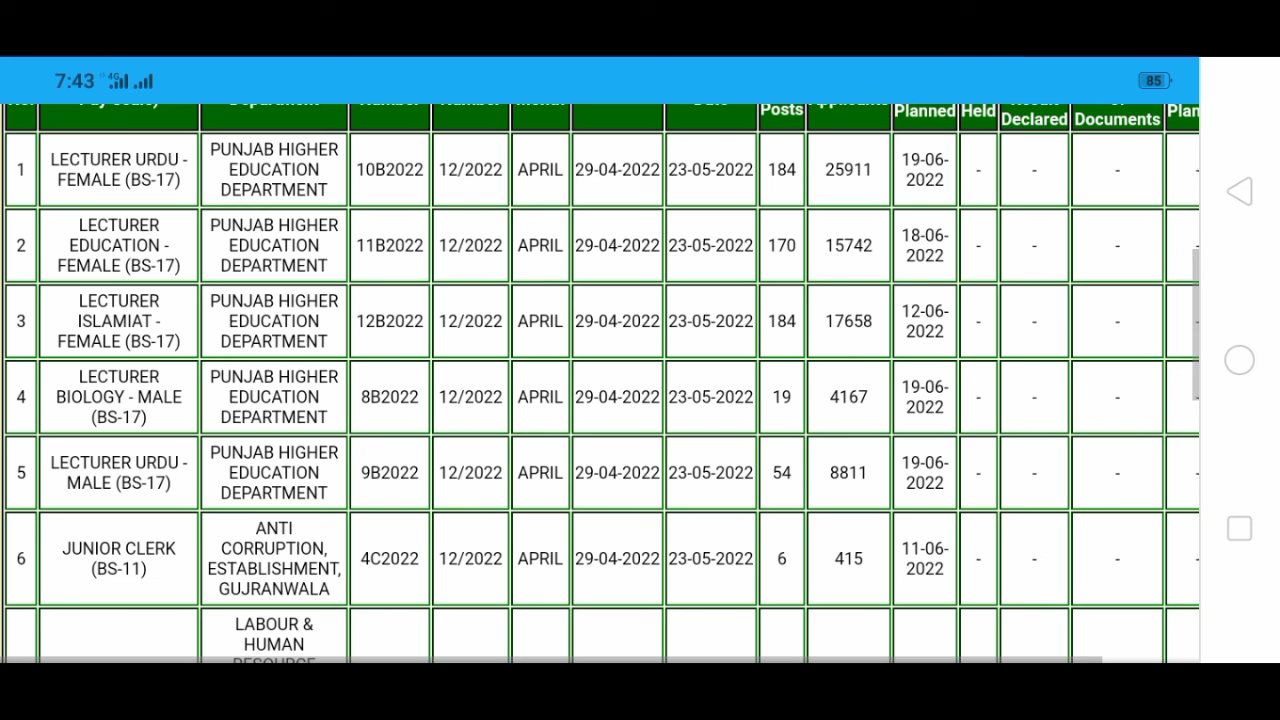 7:43 4G 85
Posts Planned Held Declared Documents
1 LECTURER URDU - FEMALE (BS-17) PUNJAB HIGHER EDUCATION DEPARTMENT 10B2022 12/2022 APRIL 29-04-2022 23-05-2022 184 25911 19-06-2022 - - - -
2 LECTURER EDUCATION - FEMALE (BS-17) PUNJAB HIGHER EDUCATION DEPARTMENT 11B2022 12/2022 APRIL 29-04-2022 23-05-2022 170 15742 18-06-2022 - - - -
3 LECTURER ISLAMIAT - FEMALE (BS-17) PUNJAB HIGHER EDUCATION DEPARTMENT 12B2022 12/2022 APRIL 29-04-2022 23-05-2022 184 17658 12-06-2022 - - - -
4 LECTURER BIOLOGY - MALE (BS-17) PUNJAB HIGHER EDUCATION DEPARTMENT 8B2022 12/2022 APRIL 29-04-2022 23-05-2022 19 4167 19-06-2022 - - - -
5 LECTURER URDU - MALE (BS-17) PUNJAB HIGHER EDUCATION DEPARTMENT 9B2022 12/2022 APRIL 29-04-2022 23-05-2022 54 8811 19-06-2022 - - - -
6 JUNIOR CLERK (BS-11) ANTI CORRUPTION, ESTABLISHMENT, GUJRANWALA 4C2022 12/2022 APRIL 29-04-2022 23-05-2022 6 415 11-06-2022 - - - -
LABOUR & HUMAN